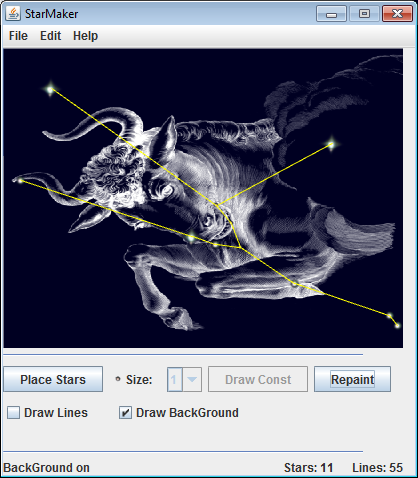 StarMaker
File Edit Help
Place Stars Size: 1 Draw Const Repaint
Draw Lines Draw BackGround
BackGround on Stars: 11 Lines: 55